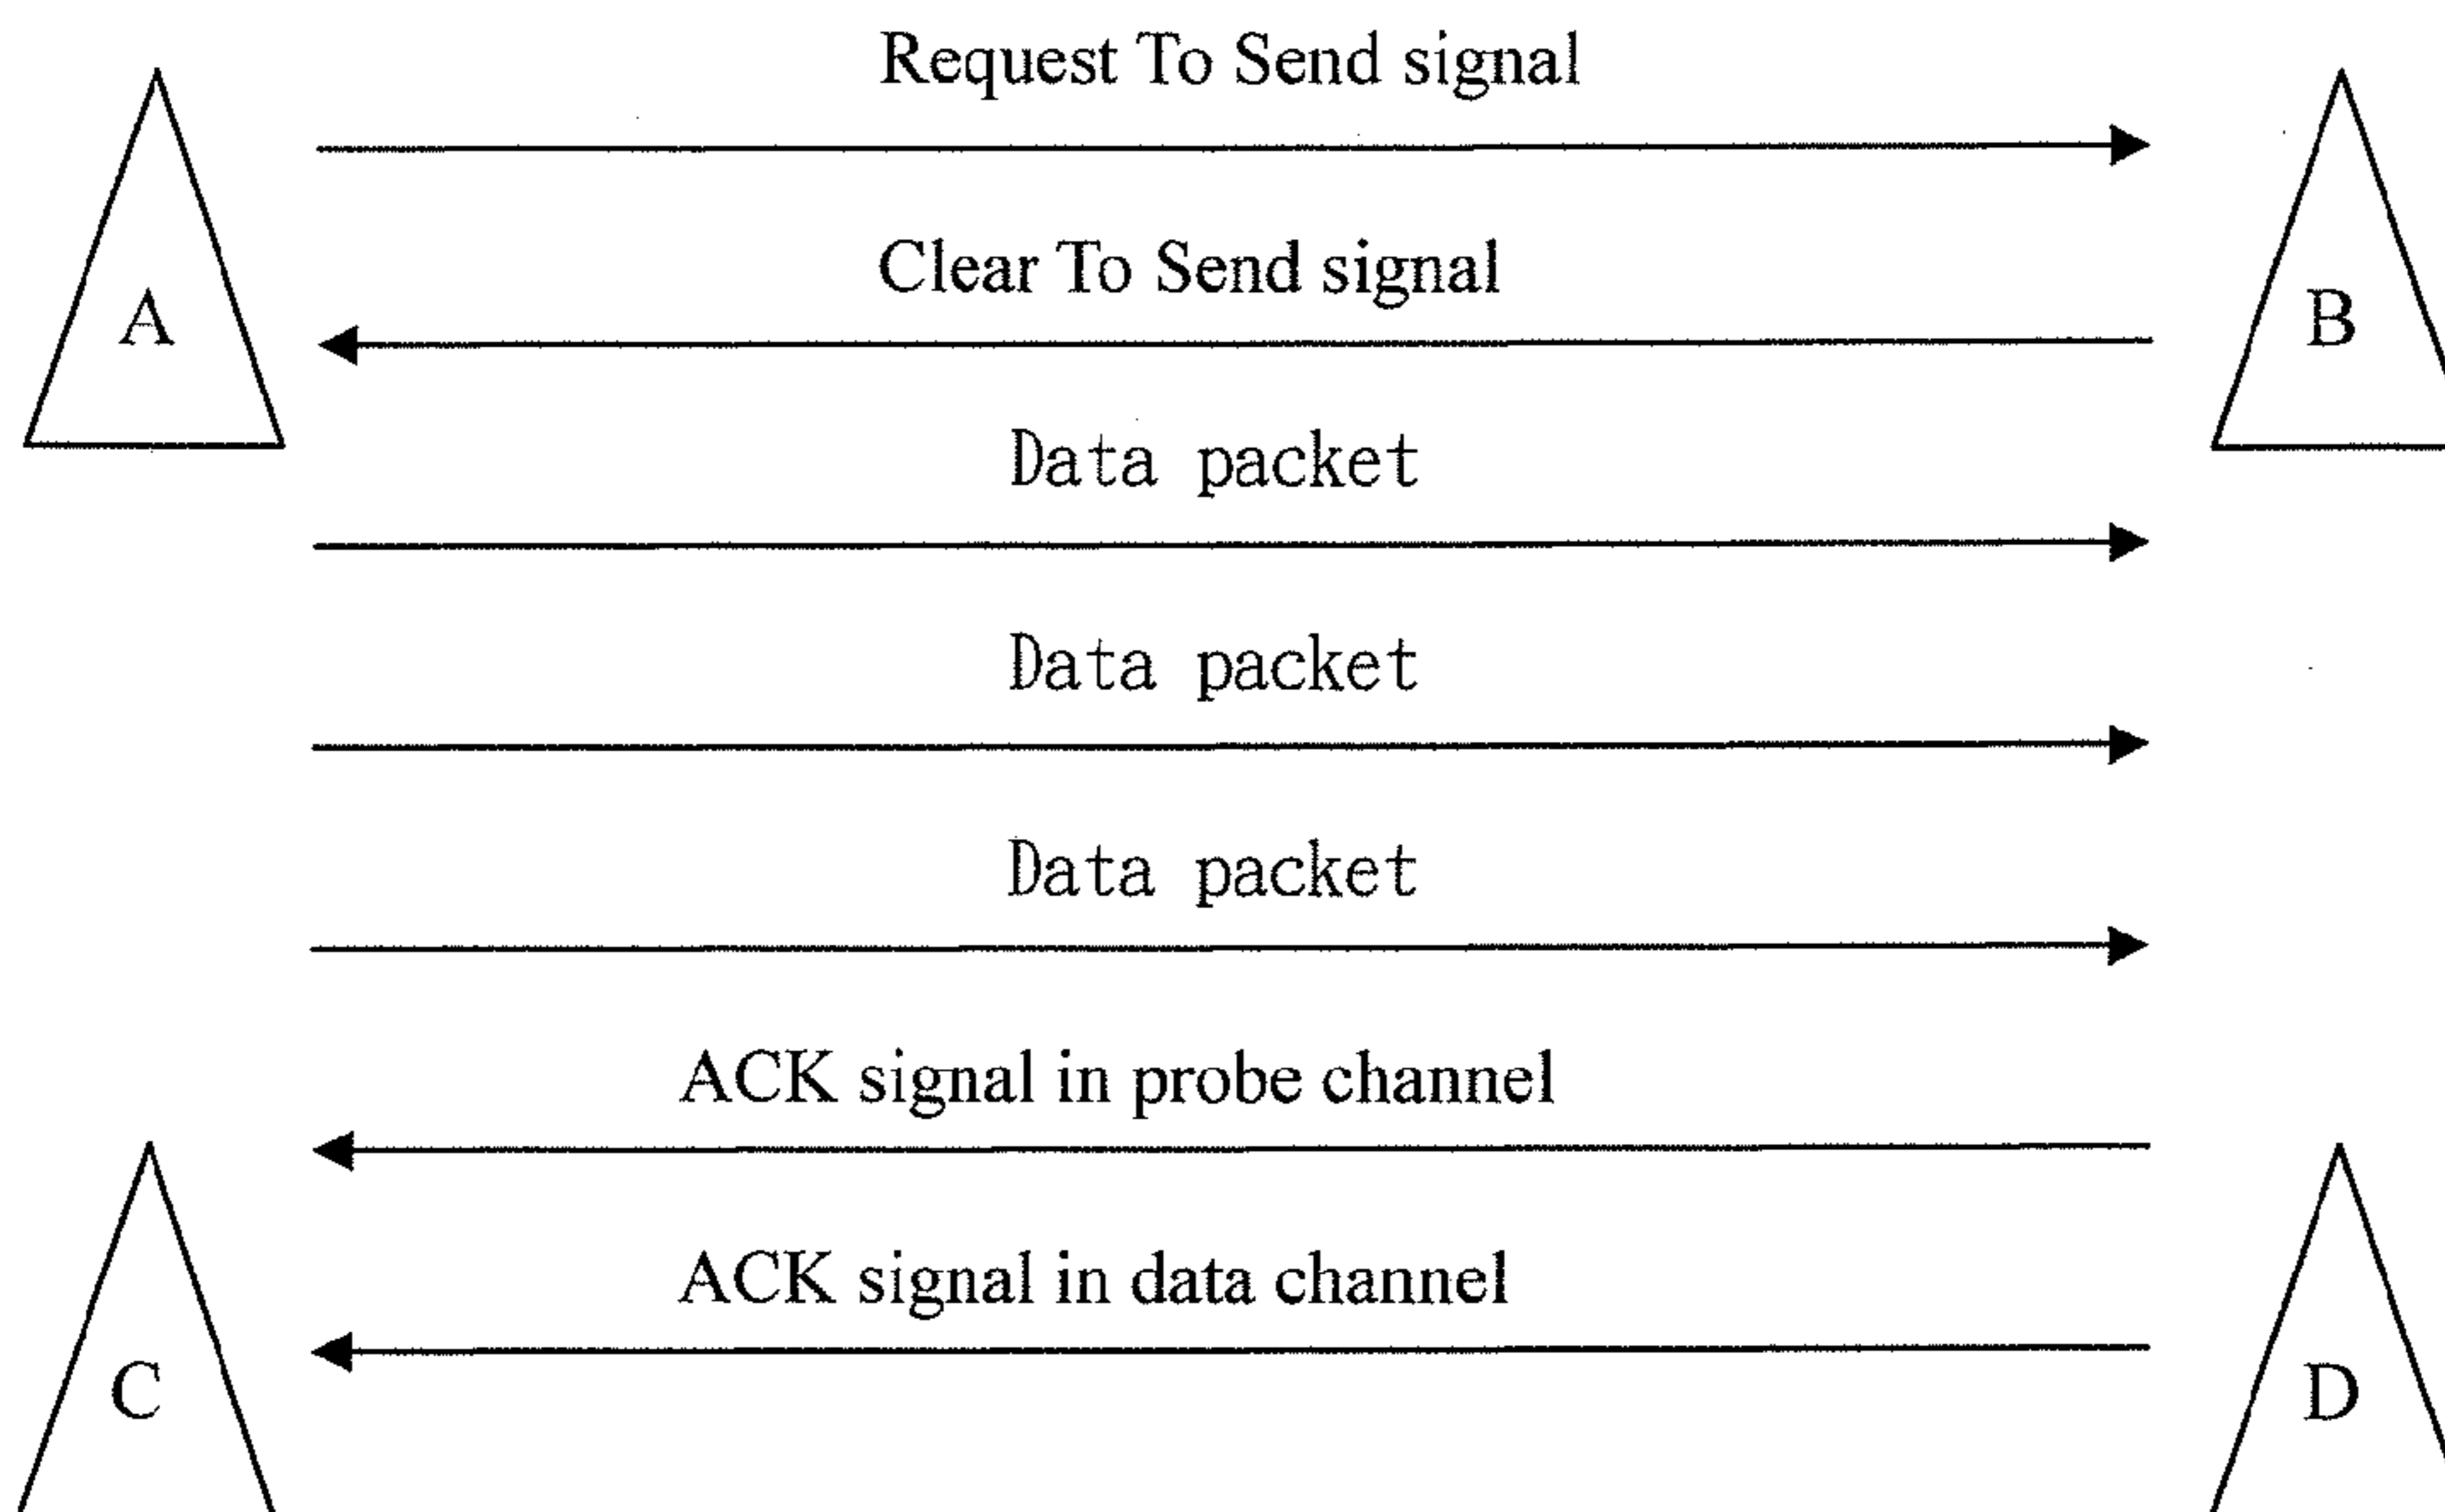 Request To Send signal
A
B
Clear To Send signal
Data packet
Data packet
Data packet
ACK signal in probe channel
ACK signal in data channel
C
D